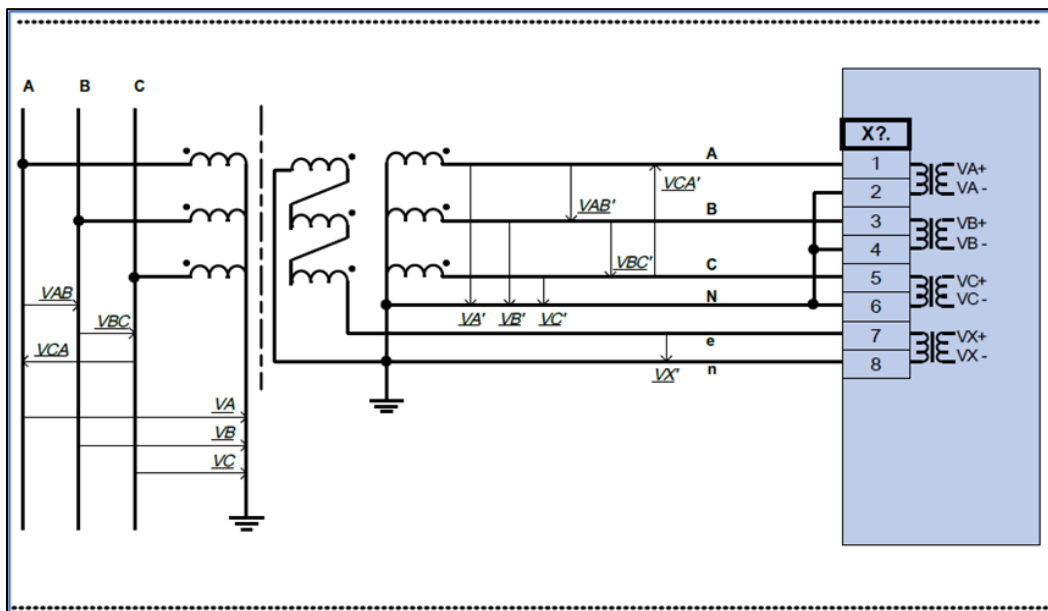 A B C
X?.
A
1
VA+
VCA'
2
VA -
VAB'
B
3
VB+
VB -
4
VBC'
C
5
VC+
VAB
N
VC -
6
VBC
VA' VB' VC'
7
VX+
e
VCA
VX -
n
8
VX'
VA
VB
VC